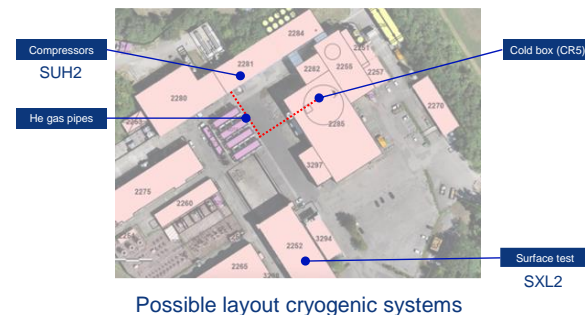 Compressors
SUH2
He gas pipes
Cold box (CR5)
Surface test
SXL2
2284
2281
2251
2282
2255
2257
2280
2270
2285
3297
2275
2260
2252
3294
2265
Possible layout cryogenic systems